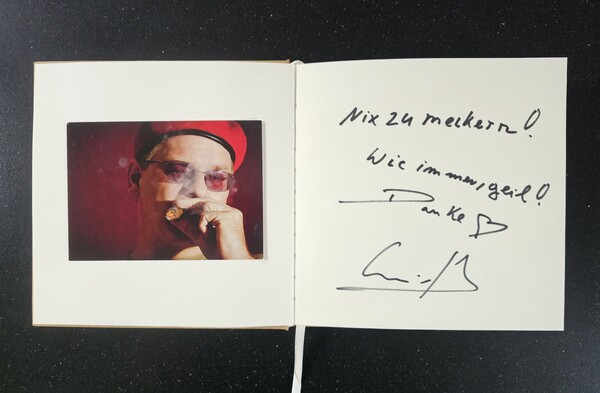 Nix zu meckern!
Wie immer, geil!
Danke